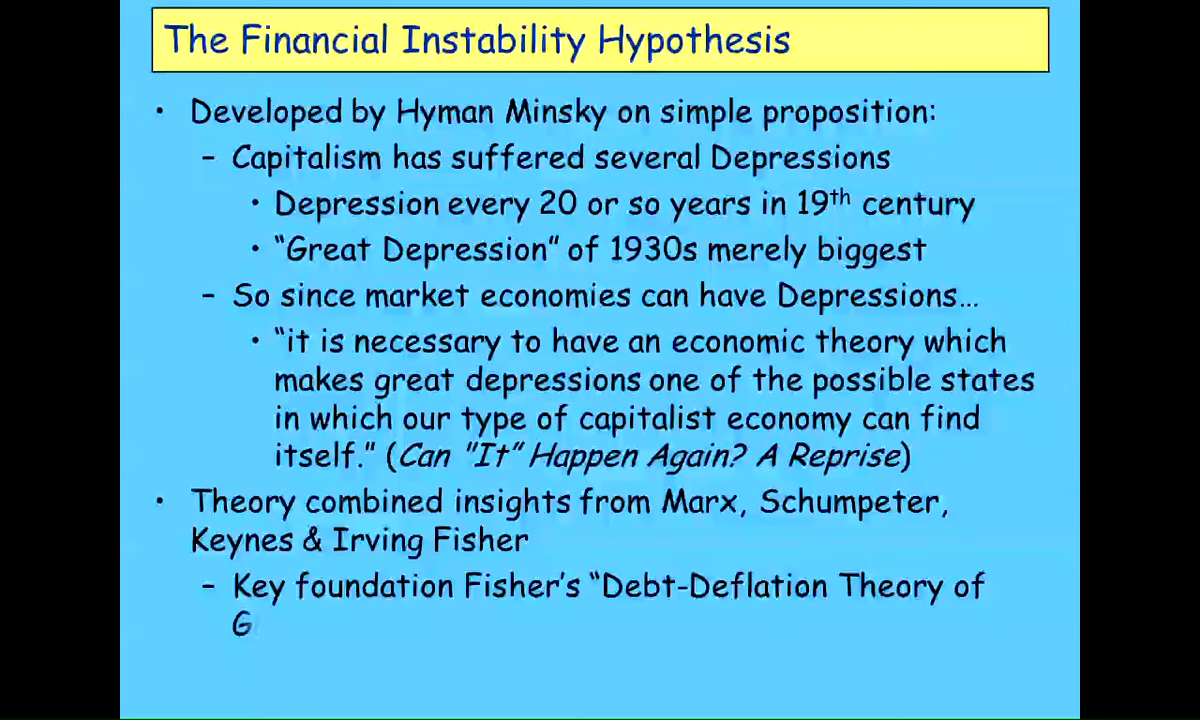 The Financial Instability Hypothesis
• Developed by Hyman Minsky on simple proposition:
– Capitalism has suffered several Depressions
• Depression every 20 or so years in 19th century
• “Great Depression” of 1930s merely biggest
– So since market economies can have Depressions…
• “it is necessary to have an economic theory which
makes great depressions one of the possible states
in which our type of capitalist economy can find
itself.” (Can “It” Happen Again? A Reprise)
• Theory combined insights from Marx, Schumpeter,
Keynes & Irving Fisher
– Key foundation Fisher’s “Debt-Deflation Theory of
G